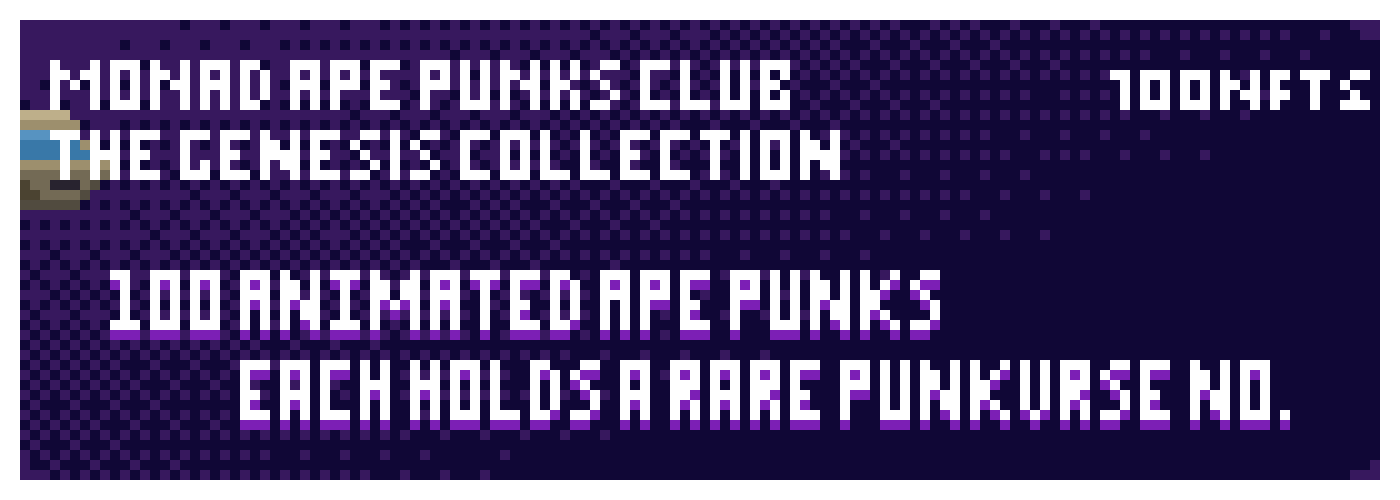 MONAD APE PUNKS CLUB
100NFTS
THE GENESIS COLLECTION
100 ANIMATED APE PUNKS
EACH HOLDS A RARE PUNKVRSE NO.